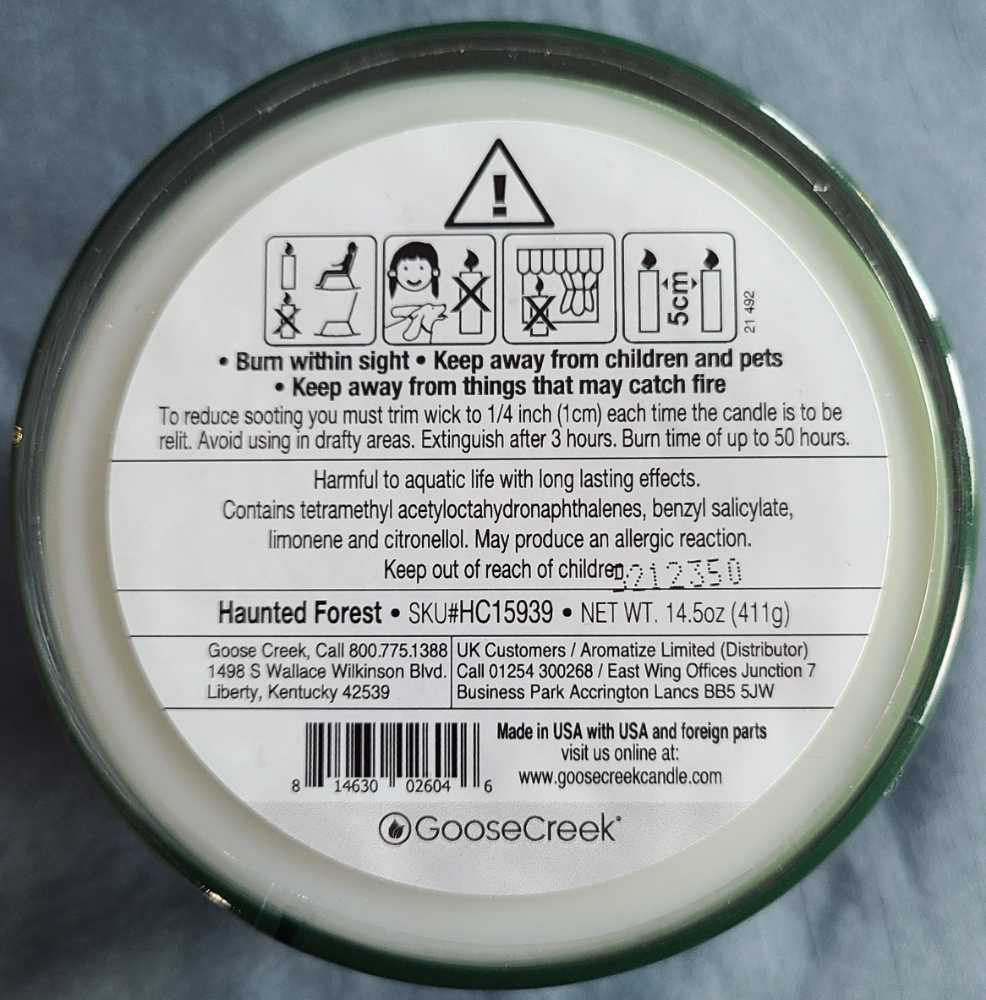 !
5cm
21 492
• Burn within sight • Keep away from children and pets
• Keep away from things that may catch fire
To reduce sooting you must trim wick to 1/4 inch (1cm) each time the candle is to be
relit. Avoid using in drafty areas. Extinguish after 3 hours. Burn time of up to 50 hours.
Harmful to aquatic life with long lasting effects.
Contains tetramethyl acetyloctahydronaphthalenes, benzyl salicylate,
limonene and citronellol. May produce an allergic reaction.
Keep out of reach of children
212350
Haunted Forest • SKU#HC15939 • NET WT. 14.5oz (411g)
Goose Creek, Call 800.775.1388
1498 S Wallace Wilkinson Blvd.
Liberty, Kentucky 42539
UK Customers / Aromatize Limited (Distributor)
Call 01254 300268 / East Wing Offices Junction 7
Business Park Accrington Lancs BB5 5JW
8 14630 02604 6
Made in USA with USA and foreign parts
visit us online at:
www.goosecreekcandle.com
GooseCreek